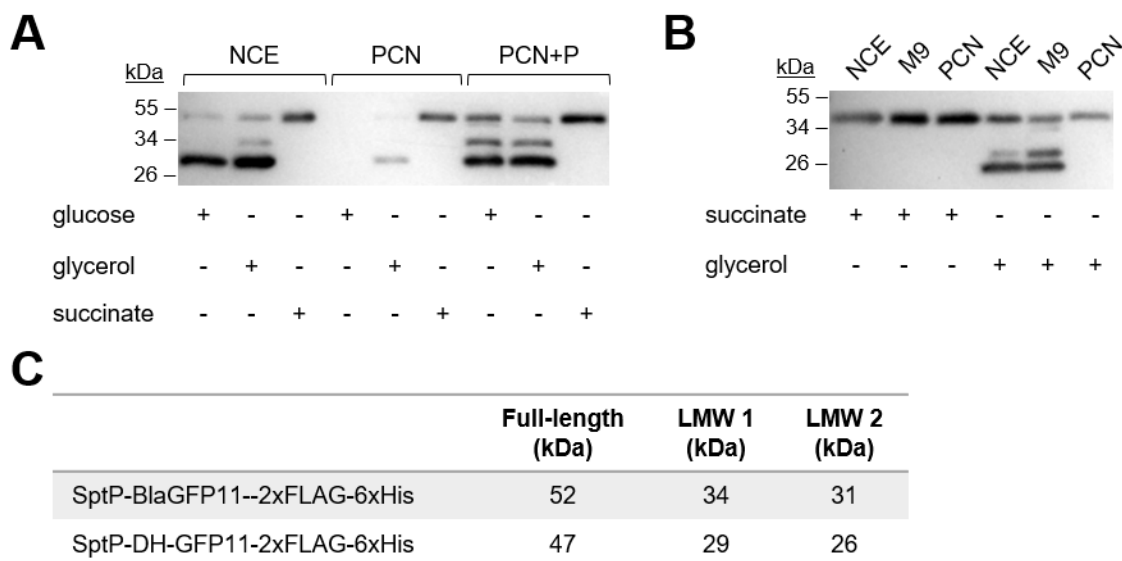 A
B
NCE PCN PCN+P
NCE M9 PCN NCE M9 PCN
kDa
55
34
26
kDa
55
34
26
glucose + - - + - - + - -
glycerol - + - - + - - + -
succinate - - + - - + - - +
succinate + + + - - -
glycerol - - - + + +
C
Full-length (kDa) LMW 1 (kDa) LMW 2 (kDa)
SptP-BlaGFP11--2xFLAG-6xHis 52 34 31
SptP-DH-GFP11-2xFLAG-6xHis 47 29 26